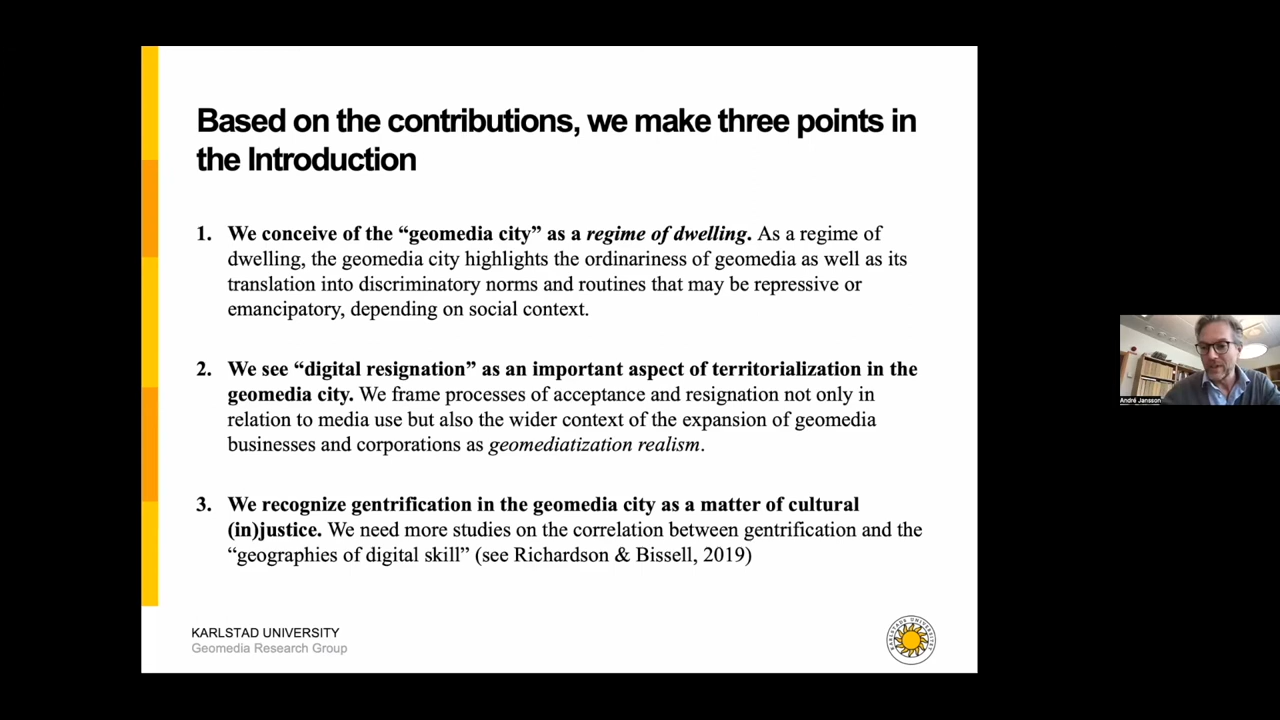 Based on the contributions, we make three points in
the Introduction
1. We conceive of the “geomedia city” as a regime of dwelling. As a regime of
dwelling, the geomedia city highlights the ordinariness of geomedia as well as its
translation into discriminatory norms and routines that may be repressive or
emancipatory, depending on social context.
2. We see “digital resignation” as an important aspect of territorialization in the
geomedia city. We frame processes of acceptance and resignation not only in
relation to media use but also the wider context of the expansion of geomedia
businesses and corporations as geomediatization realism.
3. We recognize gentrification in the geomedia city as a matter of cultural
(in)justice. We need more studies on the correlation between gentrification and the
“geographies of digital skill” (see Richardson & Bissell, 2019)
KARLSTAD UNIVERSITY
Geomedia Research Group
KARLSTADS UNIVERSITET
André Jansson